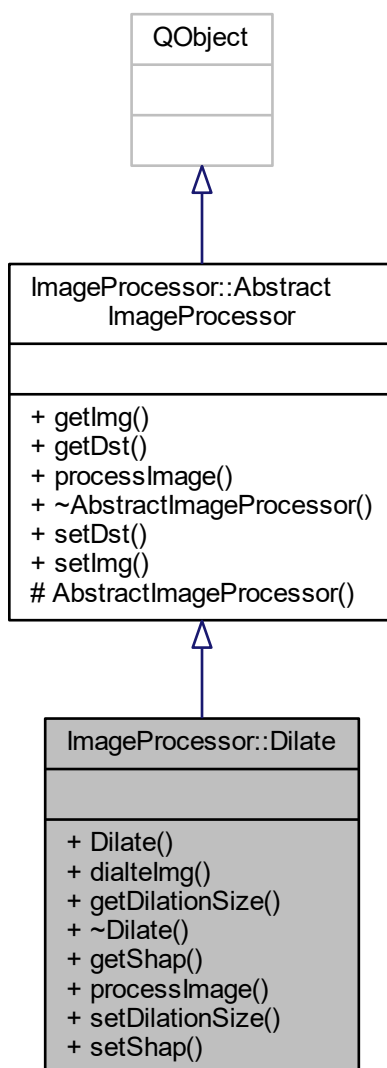 QObject
ImageProcessor::Abstract
ImageProcessor
+ getImg()
+ getDst()
+ processImage()
+ ~AbstractImageProcessor()
+ setDst()
+ setImg()
# AbstractImageProcessor()
ImageProcessor::Dilate
+ Dilate()
+ dialteImg()
+ getDilationSize()
+ ~Dilate()
+ getShap()
+ processImage()
+ setDilationSize()
+ setShap()